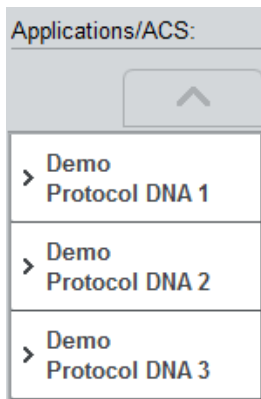 Applications/ACS:
Demo
Protocol DNA 1
Demo
Protocol DNA 2
Demo
Protocol DNA 3